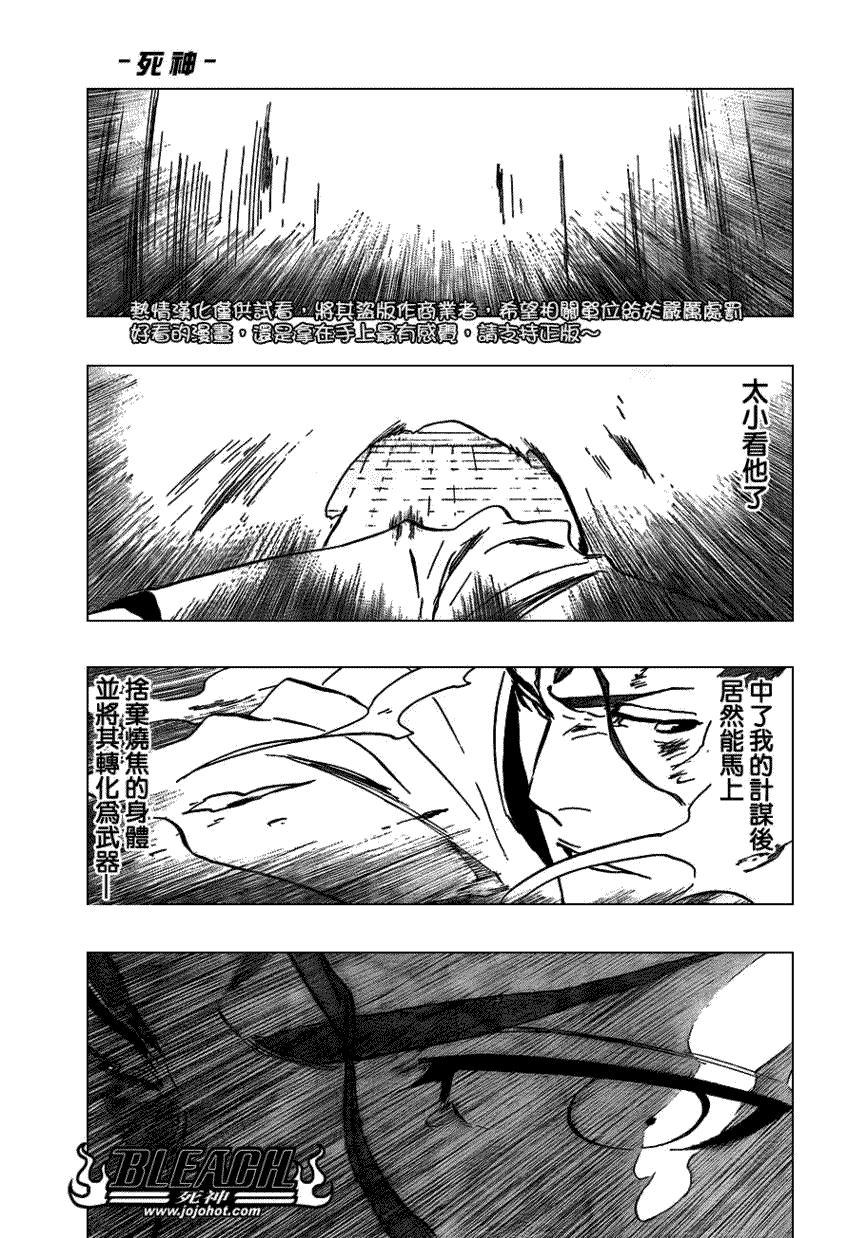 -死神-
熱情漢化僅供試看，將其盜版作商業者，希望相關單位給於嚴厲處罰
好看的漫畫，還是拿在手上最有感覺，請支持正版～
太小看他了
中了我的計謀後
居然能馬上
捨棄燒焦的身體
並將其轉化為武器—
BLEACH
死神
www.jojohot.com